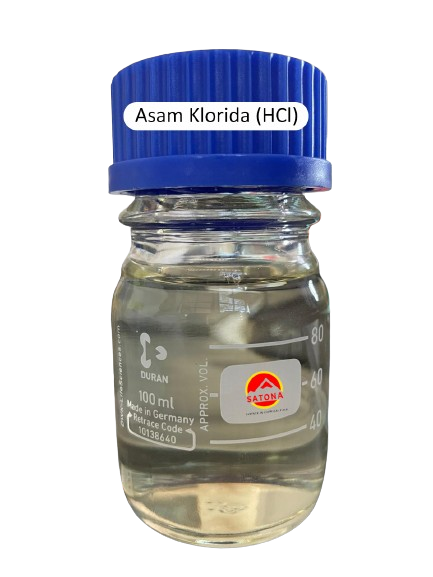 Asam Klorida (HCl)
80
DURAN
100 ml
APPROX. VOL.
60
SATONA
Made in Germany
Retrace Code
10138640
40